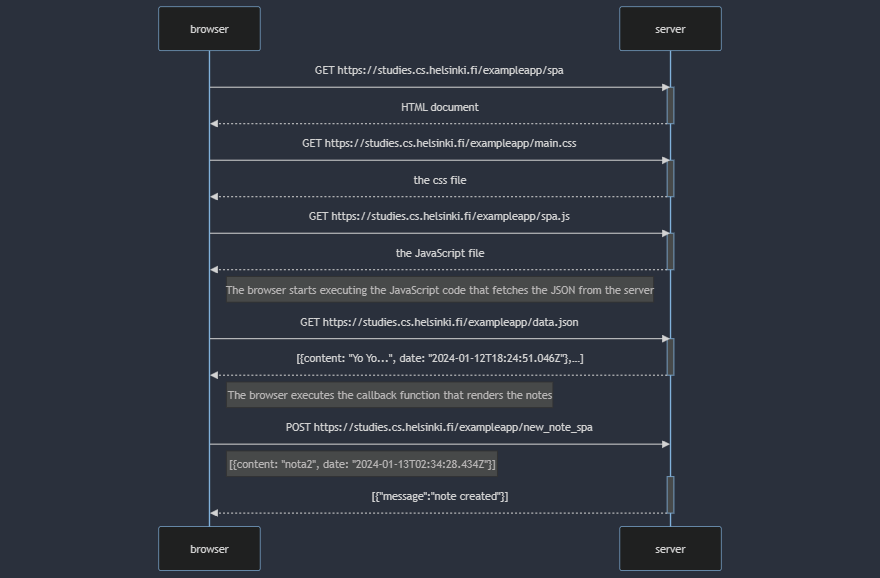 browser
server
GET https://studies.cs.helsinki.fi/exampleapp/spa
HTML document
GET https://studies.cs.helsinki.fi/exampleapp/main.css
the css file
GET https://studies.cs.helsinki.fi/exampleapp/spa.js
the JavaScript file
The browser starts executing the JavaScript code that fetches the JSON from the server
GET https://studies.cs.helsinki.fi/exampleapp/data.json
[{content: "Yo Yo...", date: "2024-01-12T18:24:51.046Z"},...]
The browser executes the callback function that renders the notes
POST https://studies.cs.helsinki.fi/exampleapp/new_note_spa
[{content: "nota2", date: "2024-01-13T02:34:28.434Z"}]
[{"message":"note created"}]
browser
server